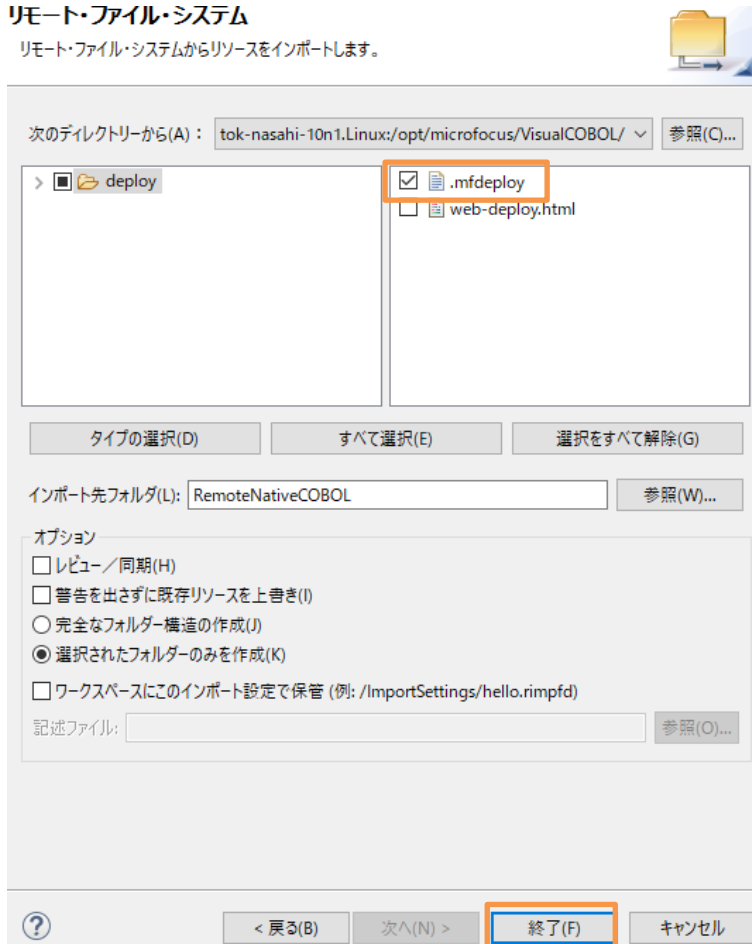 リモート・ファイル・システム
リモート・ファイル・システムからリソースをインポートします。
次のディレクトリーから(A)： tok-nasahi-10n1.Linux:/opt/microfocus/VisualCOBOL/ 参照(C)...
deploy
.mfdeploy
web-deploy.html
タイプの選択(D) すべて選択(E) 選択をすべて解除(G)
インポート先フォルダ(L): RemoteNativeCOBOL 参照(W)...
オプション
レビュー／同期(H)
警告を出さずに既存リソースを上書き(I)
完全なフォルダー構造の作成(J)
選択されたフォルダーのみを作成(K)
ワークスペースにこのインポート設定で保管 (例: /ImportSettings/hello.rimpfd)
記述ファイル: 参照(O)...
? < 戻る(B) 次へ(N) > 終了(F) キャンセル